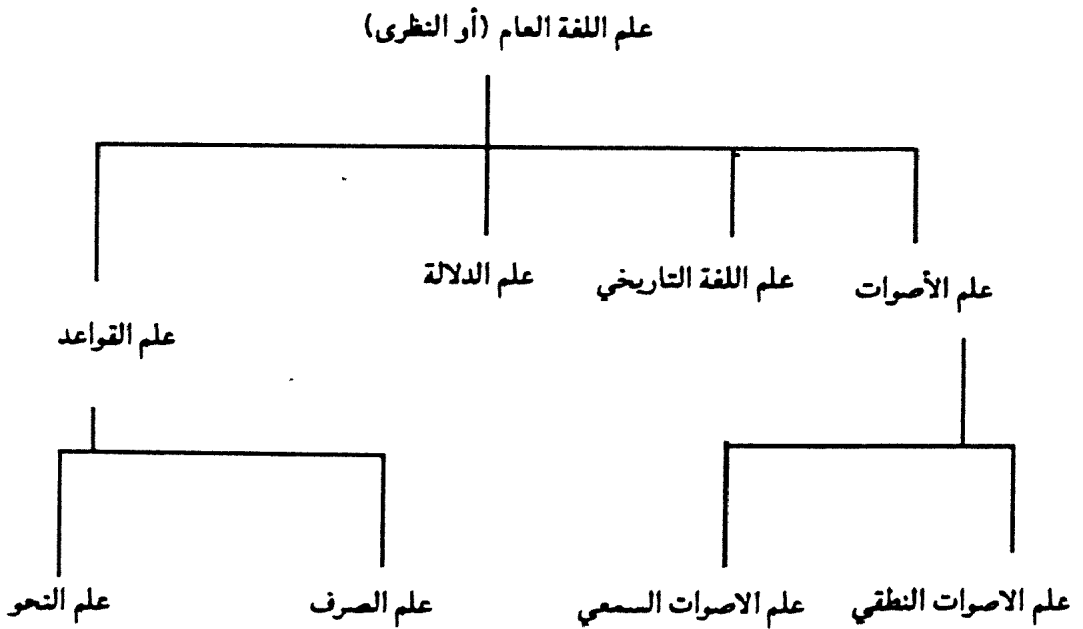 علم اللغة العام (أو النظرى)
علم الأصوات
علم اللغة التاريخي
علم الدلالة
علم القواعد
علم الاصوات النطقي
علم الاصوات السمعي
علم الصرف
علم النحو